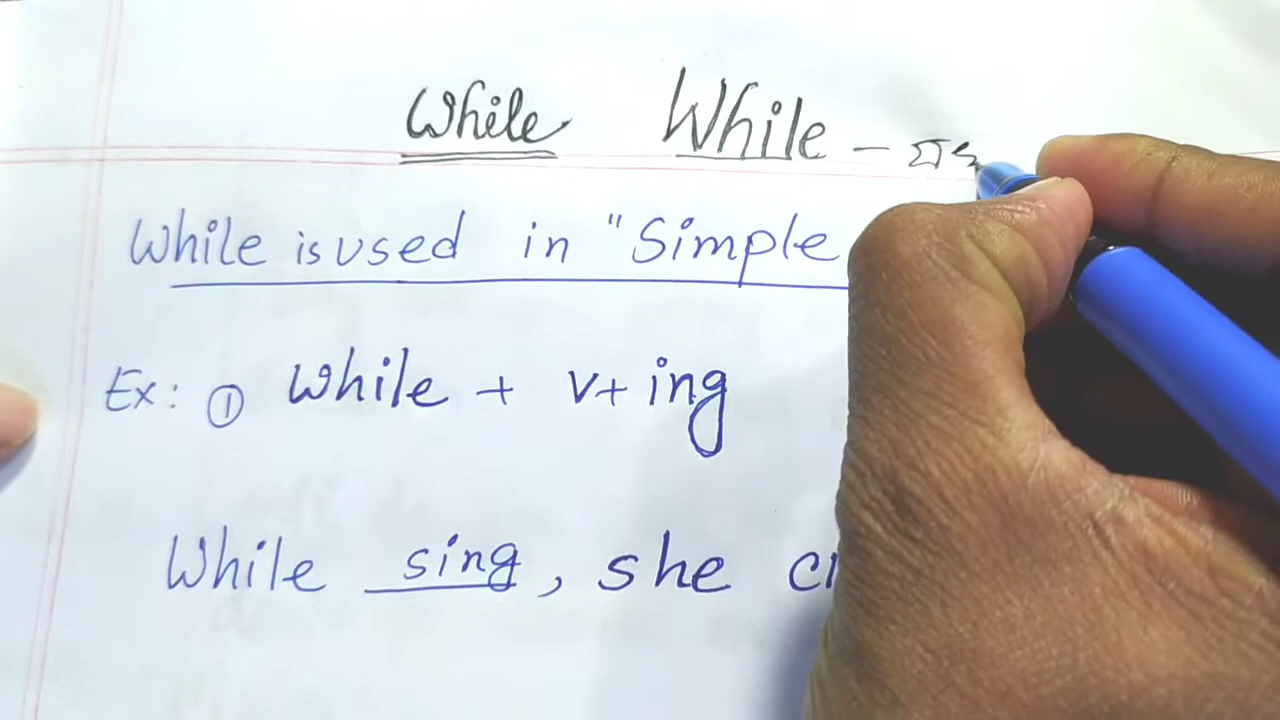 While While –
While is used in "Simple
Ex: ① While + v+ing
While sing, she